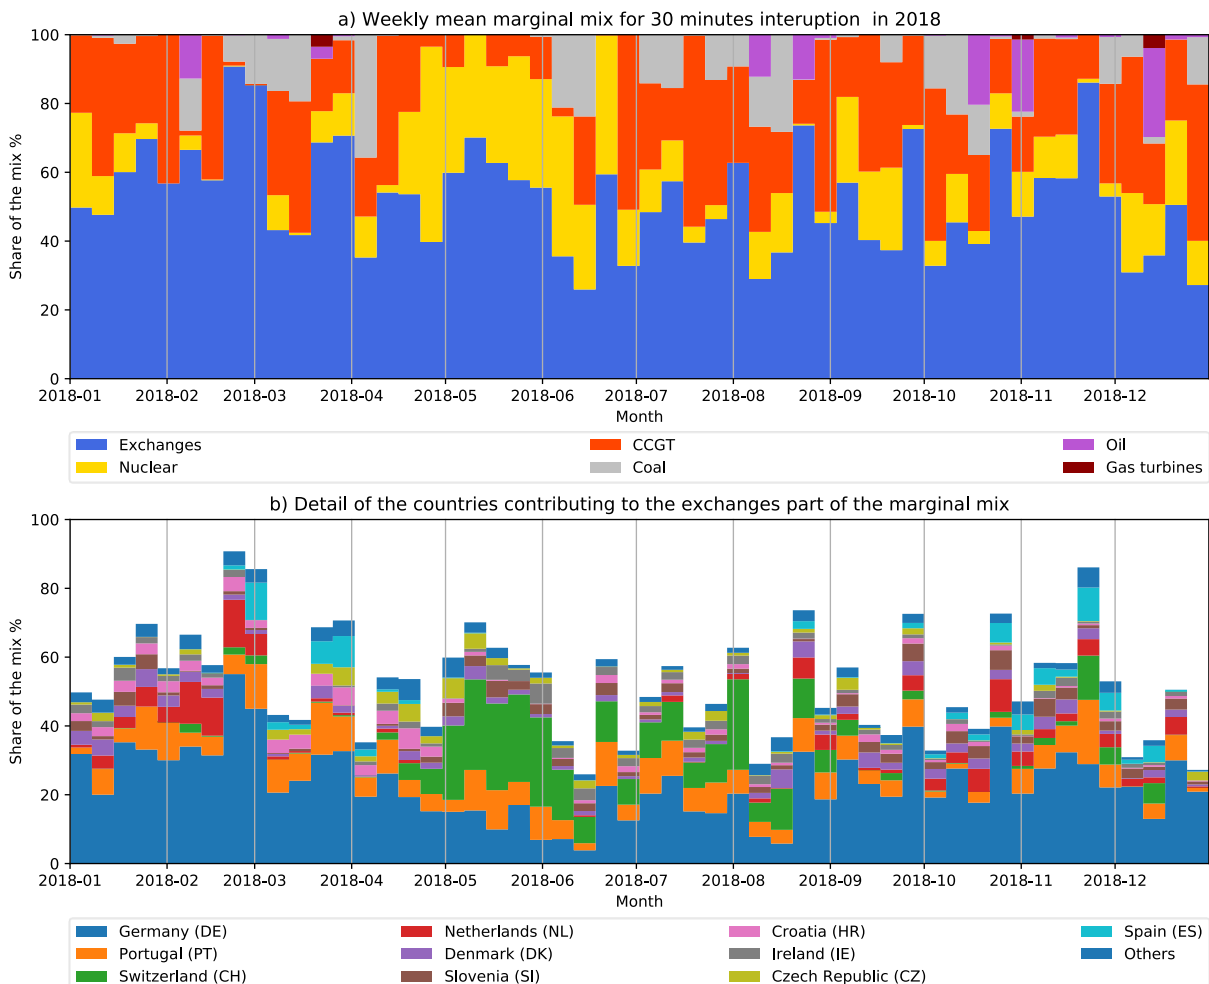 a) Weekly mean marginal mix for 30 minutes interuption  in 2018
100
80
60
40
20
0
Share of the mix %
2018-01 2018-02 2018-03 2018-04 2018-05 2018-06 2018-07 2018-08 2018-09 2018-10 2018-11 2018-12
Month
Exchanges CCGT Oil
Nuclear Coal Gas turbines
b) Detail of the countries contributing to the exchanges part of the marginal mix
100
80
60
40
20
0
Share of the mix %
2018-01 2018-02 2018-03 2018-04 2018-05 2018-06 2018-07 2018-08 2018-09 2018-10 2018-11 2018-12
Month
Germany (DE) Netherlands (NL) Croatia (HR) Spain (ES)
Portugal (PT) Denmark (DK) Ireland (IE) Others
Switzerland (CH) Slovenia (SI) Czech Republic (CZ)